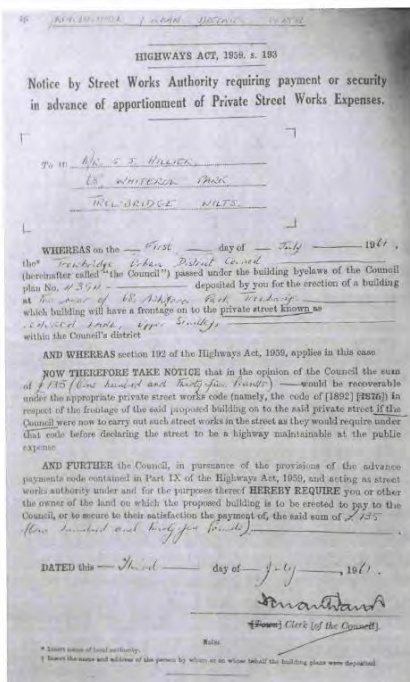 HIGHWAYS ACT, 1959. s. 193
Notice by Street Works Authority requiring payment or security
in advance of apportionment of Private Street Works Expenses.
To (1) Mr S J HILLIER
68, WHITEROW PARK
TROWBRIDGE WILTS.
WHEREAS on the First day of July 1961,
the* Trowbridge Urban District Council
(hereinafter called "the Council") passed under the building byelaws of the Council
plan No. deposited by you for the erection of a building
at the rear of 68, Park Trowbridge
which building will have a frontage on to the private street known as
Lane, Upper Studley
within the Council's district
AND WHEREAS section 192 of the Highways Act, 1959, applies in this case
NOW THEREFORE TAKE NOTICE that in the opinion of the Council the sum
of £135 (One hundred and thirty five Pounds) would be recoverable
under the appropriate private street works code (namely, the code of [1892] [1875]) in
respect of the frontage of the said proposed building on to the said private street if the
Council were now to carry out such street works in the street as they would require under
that code before declaring the street to be a highway maintainable at the public
expense
AND FURTHER the Council, in pursuance of the provisions of the advance
payments code contained in Part IX of the Highways Act, 1959, and acting as street
works authority under and for the purposes thereof HEREBY REQUIRE you or other
the owner of the land on which the proposed building is to be erected to pay to the
Council, or to secure to their satisfaction the payment of, the said sum of £135
(One hundred and thirty five Pounds)
DATED this Third day of July, 1961.
[Town] Clerk [of the Council].
Notes
* Insert name of local authority.
† Insert the name and address of the person by whom or on whose behalf the building plans were deposited.